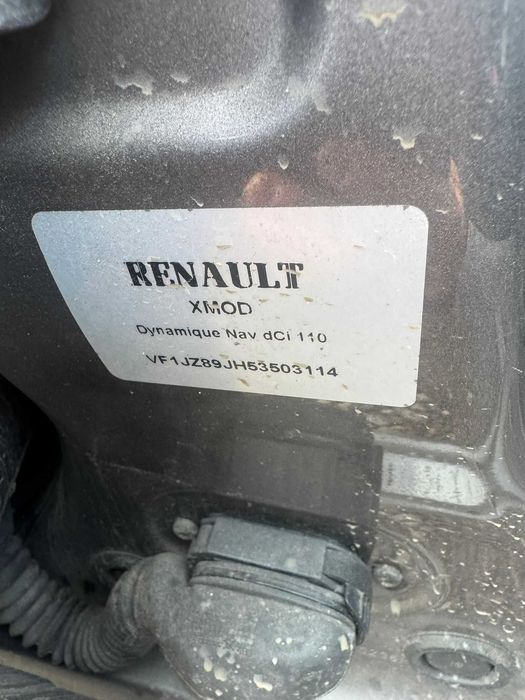 RENAULT
XMOD
Dynamique Nav dCi 110
VF1JZ89JH53503114